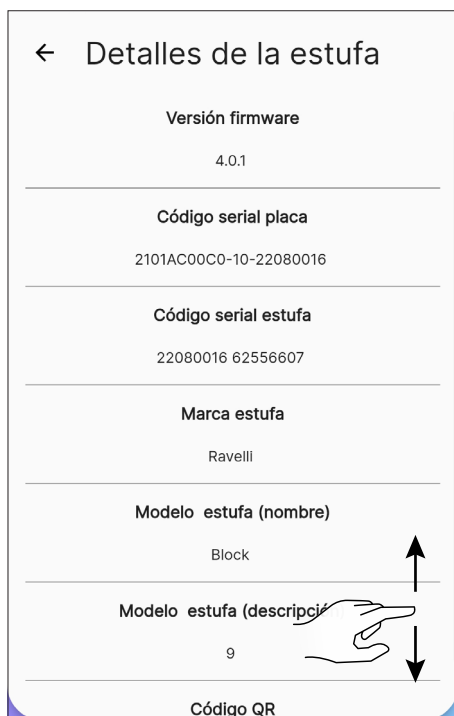 Detalles de la estufa
Versión firmware
4.0.1
Código serial placa
2101AC00C0-10-22080016
Código serial estufa
22080016 62556607
Marca estufa
Ravelli
Modelo estufa (nombre)
Block
Modelo estufa (descripción)
9
Código QR